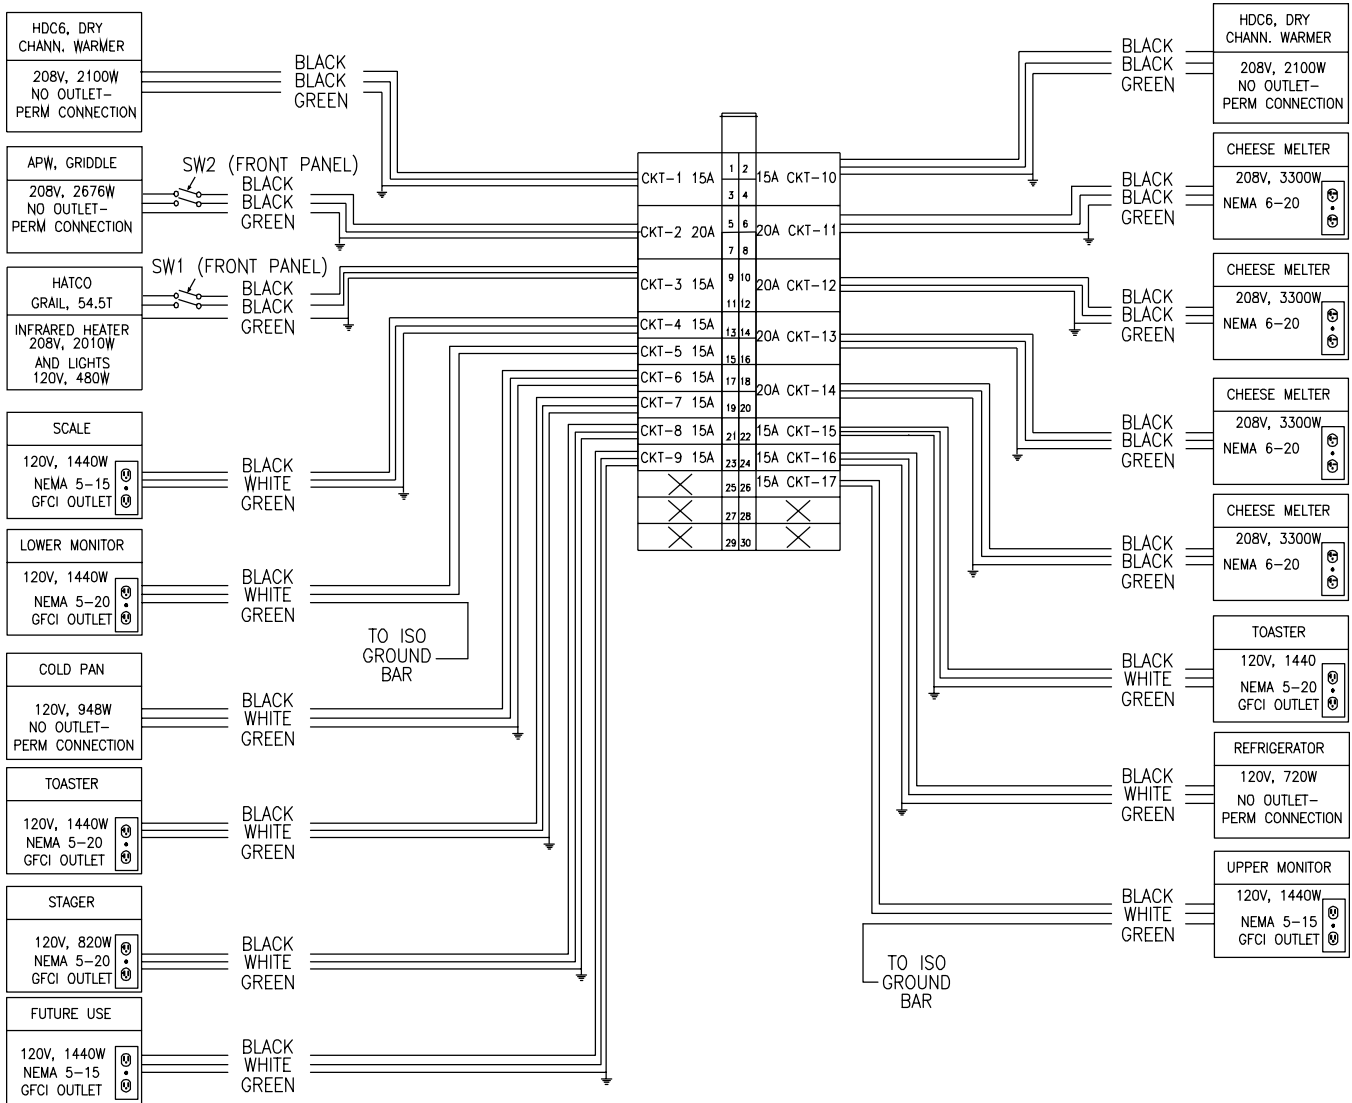 HDC6, DRY
CHANN. WARMER
208V, 2100W
NO OUTLET-
PERM CONNECTION
BLACK
BLACK
GREEN
APW, GRIDDLE
208V, 2676W
NO OUTLET-
PERM CONNECTION
SW2 (FRONT PANEL)
BLACK
BLACK
GREEN
HATCO
GRAIL, 54.5T
INFRARED HEATER
208V, 2010W
AND LIGHTS
120V, 480W
SW1 (FRONT PANEL)
BLACK
BLACK
GREEN
SCALE
120V, 1440W
NEMA 5-15
GFCI OUTLET
BLACK
WHITE
GREEN
LOWER MONITOR
120V, 1440W
NEMA 5-20
GFCI OUTLET
BLACK
WHITE
GREEN
TO ISO
GROUND
BAR
COLD PAN
120V, 948W
NO OUTLET-
PERM CONNECTION
BLACK
WHITE
GREEN
TOASTER
120V, 1440W
NEMA 5-20
GFCI OUTLET
BLACK
WHITE
GREEN
STAGER
120V, 820W
NEMA 5-20
GFCI OUTLET
BLACK
WHITE
GREEN
FUTURE USE
120V, 1440W
NEMA 5-15
GFCI OUTLET
BLACK
WHITE
GREEN
CKT-1 15A 1 2 15A CKT-10
3 4
CKT-2 20A 5 6 20A CKT-11
7 8
CKT-3 15A 9 10 20A CKT-12
11 12
CKT-4 15A 13 14 20A CKT-13
CKT-5 15A 15 16
CKT-6 15A 17 18 20A CKT-14
CKT-7 15A 19 20
CKT-8 15A 21 22 15A CKT-15
CKT-9 15A 23 24 15A CKT-16
25 26 15A CKT-17
27 28
29 30
BLACK
BLACK
GREEN
HDC6, DRY
CHANN. WARMER
208V, 2100W
NO OUTLET-
PERM CONNECTION
BLACK
BLACK
GREEN
CHEESE MELTER
208V, 3300W
NEMA 6-20
BLACK
BLACK
GREEN
CHEESE MELTER
208V, 3300W
NEMA 6-20
BLACK
BLACK
GREEN
CHEESE MELTER
208V, 3300W
NEMA 6-20
BLACK
BLACK
GREEN
CHEESE MELTER
208V, 3300W
NEMA 6-20
BLACK
WHITE
GREEN
TOASTER
120V, 1440
NEMA 5-20
GFCI OUTLET
BLACK
WHITE
GREEN
REFRIGERATOR
120V, 720W
NO OUTLET-
PERM CONNECTION
BLACK
WHITE
GREEN
UPPER MONITOR
120V, 1440W
NEMA 5-15
GFCI OUTLET
TO ISO
GROUND
BAR